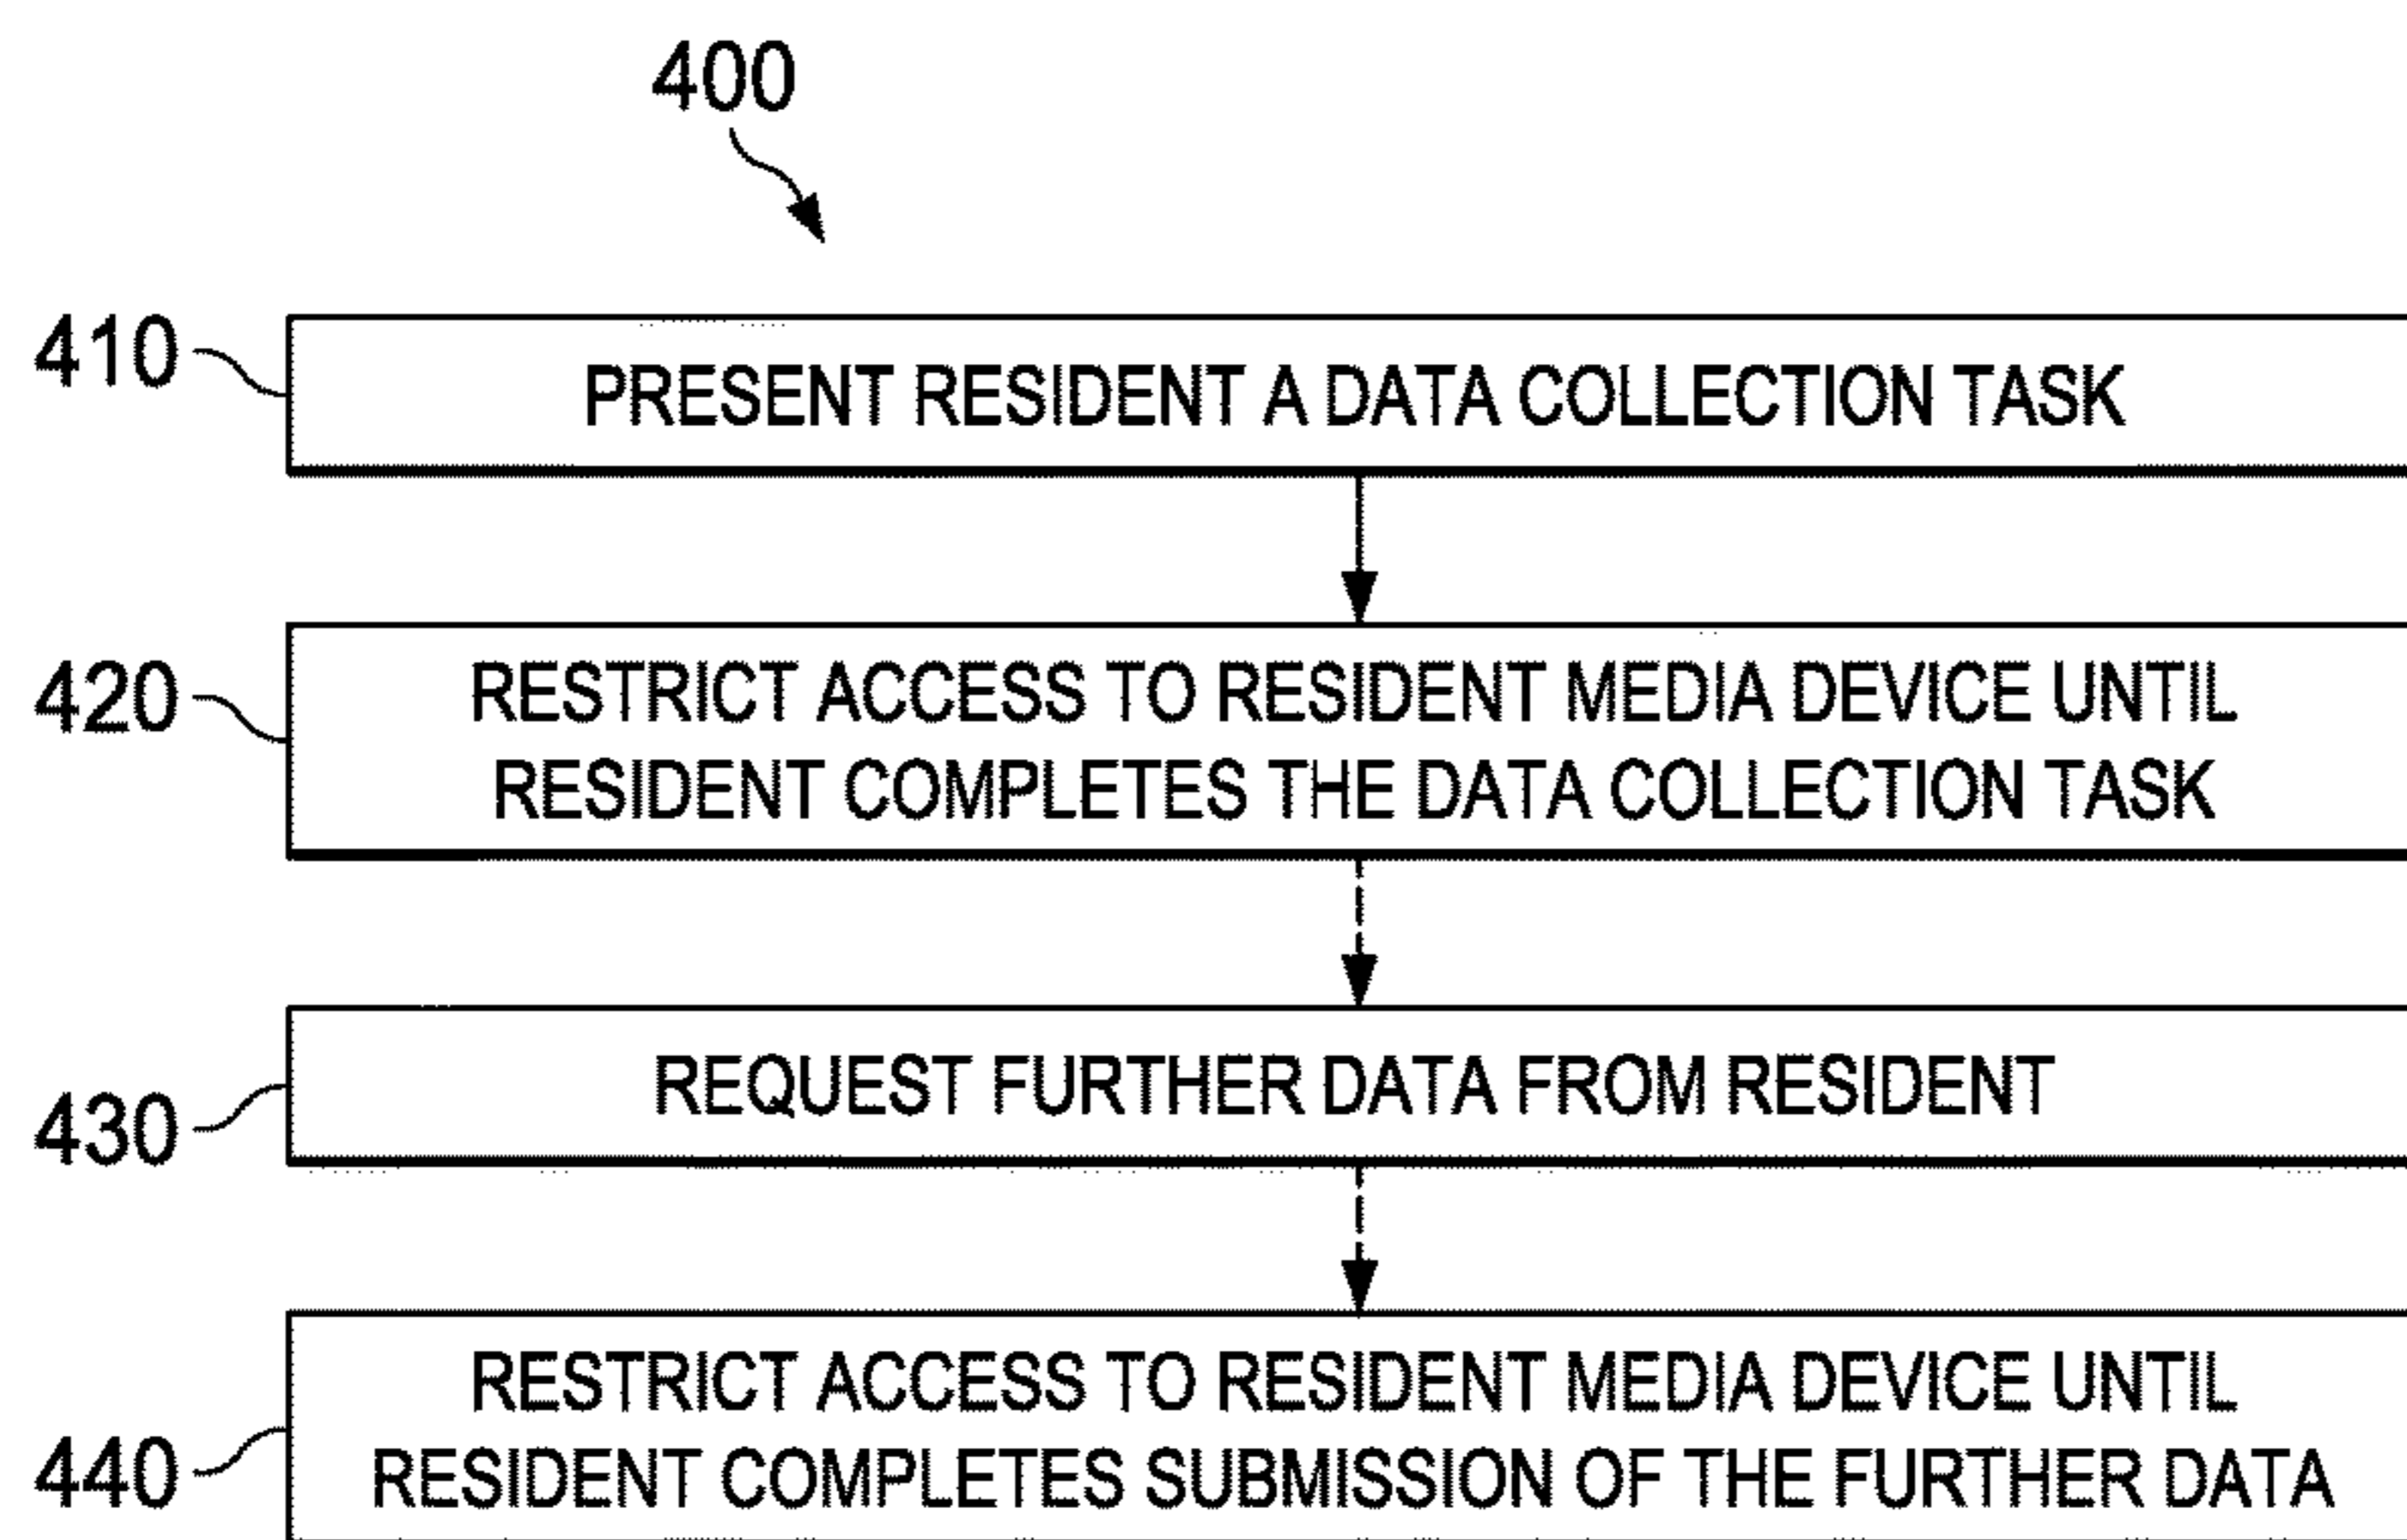 400
410
PRESENT RESIDENT A DATA COLLECTION TASK
420
RESTRICT ACCESS TO RESIDENT MEDIA DEVICE UNTIL
RESIDENT COMPLETES THE DATA COLLECTION TASK
430
REQUEST FURTHER DATA FROM RESIDENT
440
RESTRICT ACCESS TO RESIDENT MEDIA DEVICE UNTIL
RESIDENT COMPLETES SUBMISSION OF THE FURTHER DATA